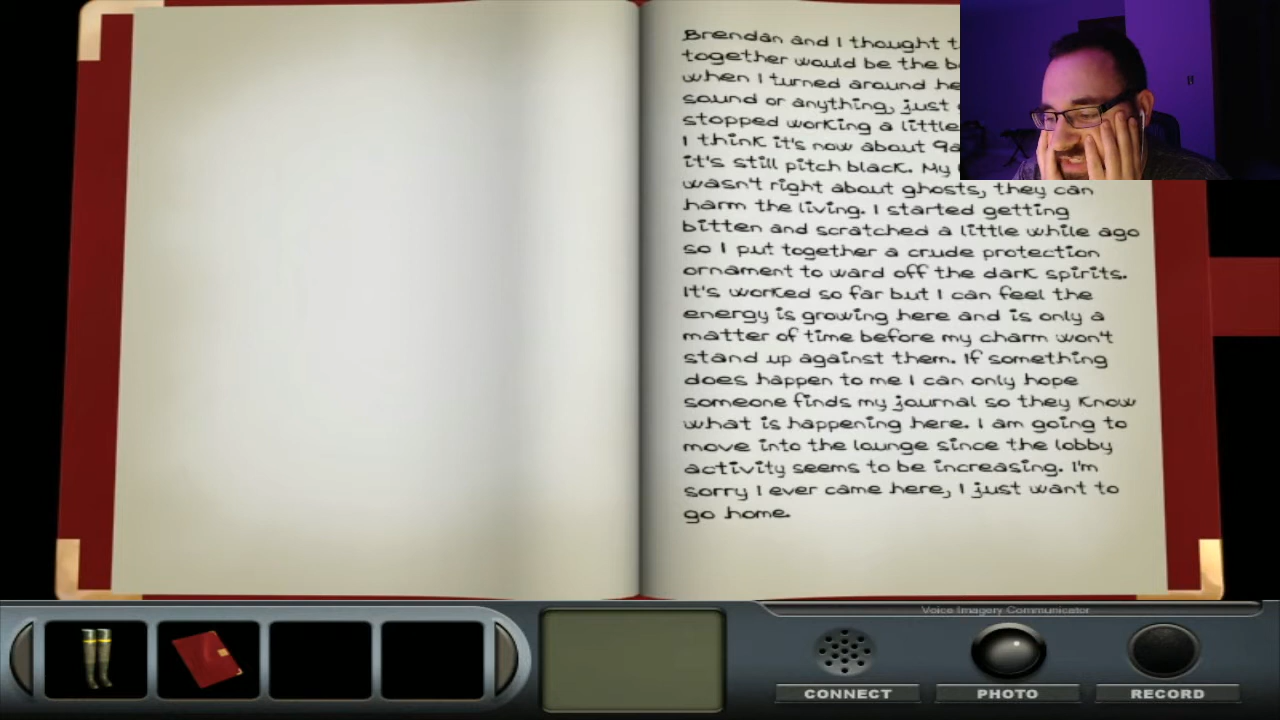 Brendan and I thought
together would be the
when I turned around he
sound or anything, just
stopped working a little
I think it's now about
it's still pitch black. My
wasn't right about ghosts, they can
harm the living. I started getting
bitten and scratched a little while ago
so I put together a crude protection
ornament to ward off the dark spirits.
It's worked so far but I can feel the
energy is growing here and is only a
matter of time before my charm won't
stand up against them. If something
does happen to me I can only hope
someone finds my journal so they know
what is happening here. I am going to
move into the lounge since the lobby
activity seems to be increasing. I'm
sorry I ever came here, I just want to
go home.
Voice Imagery Communicator
CONNECT
PHOTO
RECORD